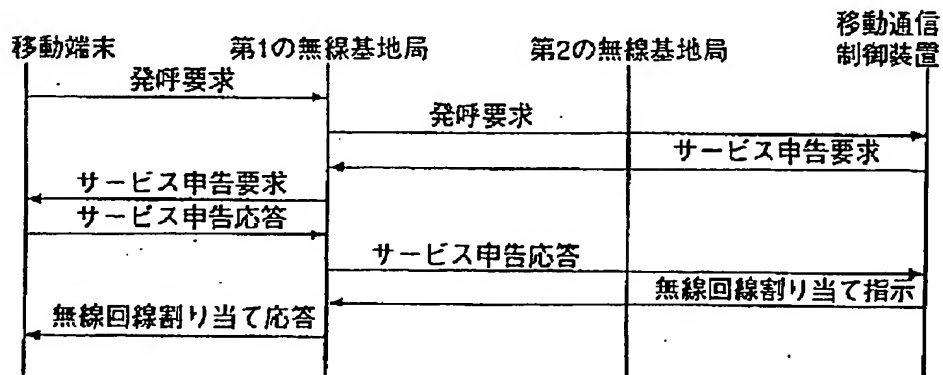 移動端末
第1の無線基地局
第2の無線基地局
移動通信
制御装置
発呼要求
発呼要求
サービス申告要求
サービス申告要求
サービス申告応答
サービス申告応答
無線回線割り当て指示
無線回線割り当て応答